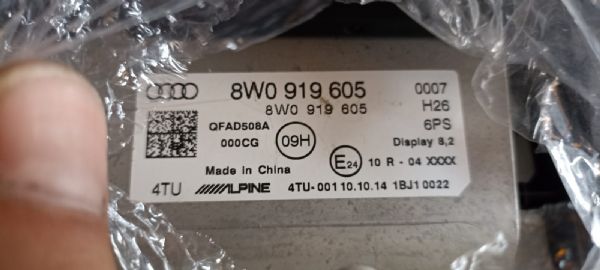 8W0 919 605 0007
8W0 919 605 H26
QFAD508A 6PS
000CG 09H Display 8,2
E24 10 R - 04 XXXX
Made in China
4TU ALPINE 4TU-001 10.10.14 1BJ1 0022